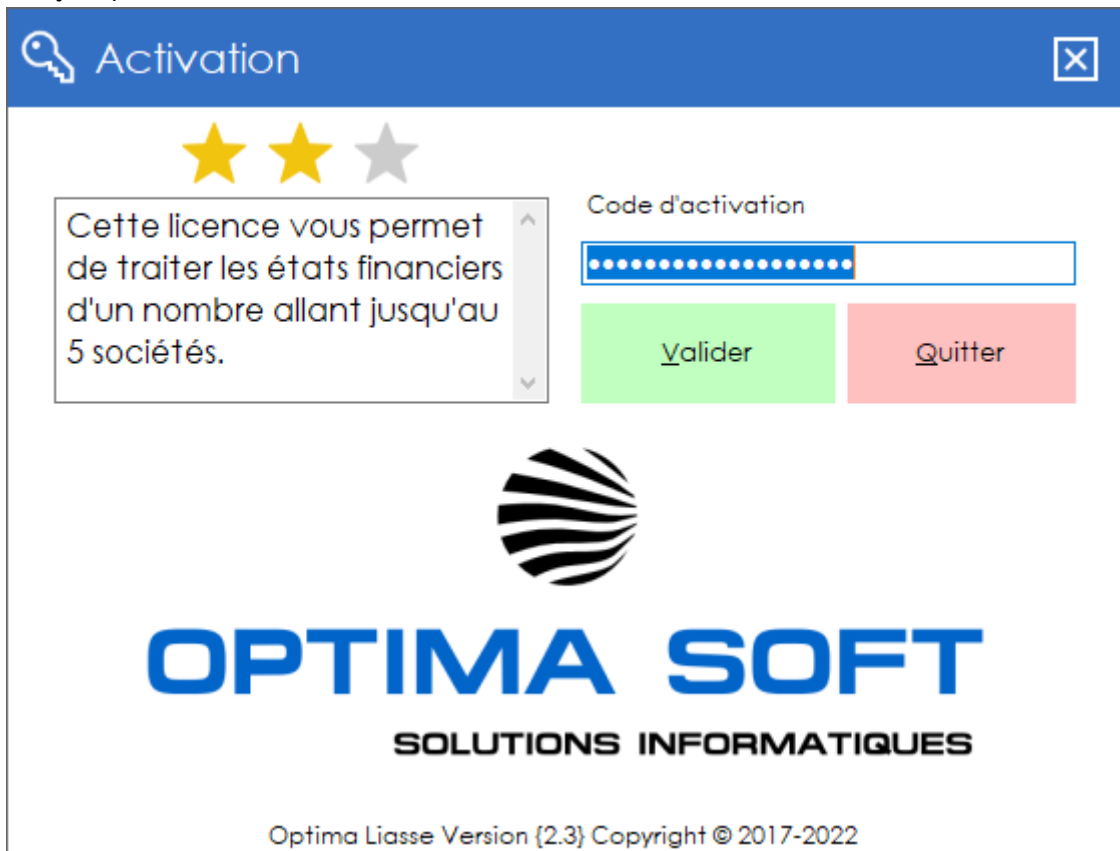 Activation
Cette licence vous permet
de traiter les états financiers
d'un nombre allant jusqu'au
5 sociétés.
Code d'activation
•••••••••••••••••••
Valider
Quitter
OPTIMA SOFT
SOLUTIONS INFORMATIQUES
Optima Liasse Version {2.3} Copyright © 2017-2022